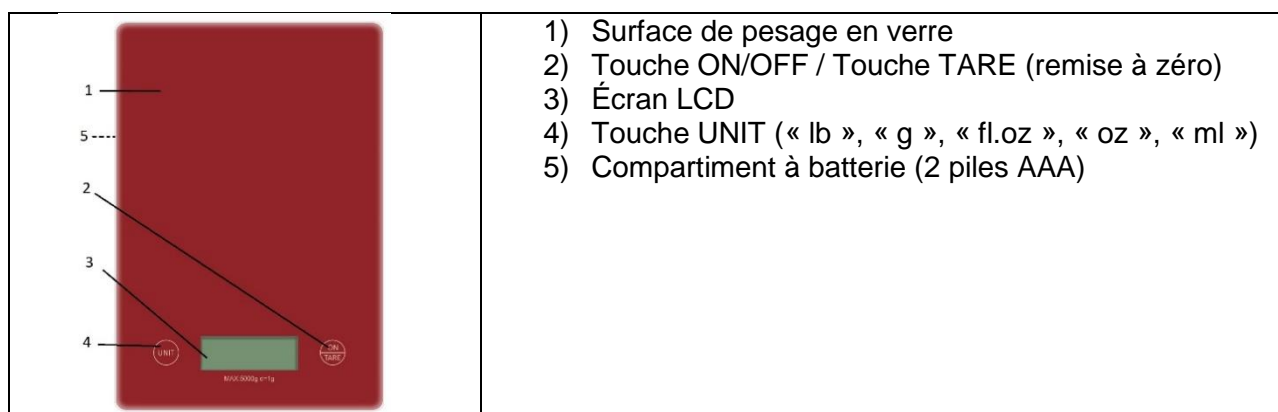 1
5
2
3
4
UNIT
ON
TARE
MAX:5000g d=1g
1) Surface de pesage en verre
2) Touche ON/OFF / Touche TARE (remise à zéro)
3) Écran LCD
4) Touche UNIT (« lb », « g », « fl.oz », « oz », « ml »)
5) Compartiment à batterie (2 piles AAA)